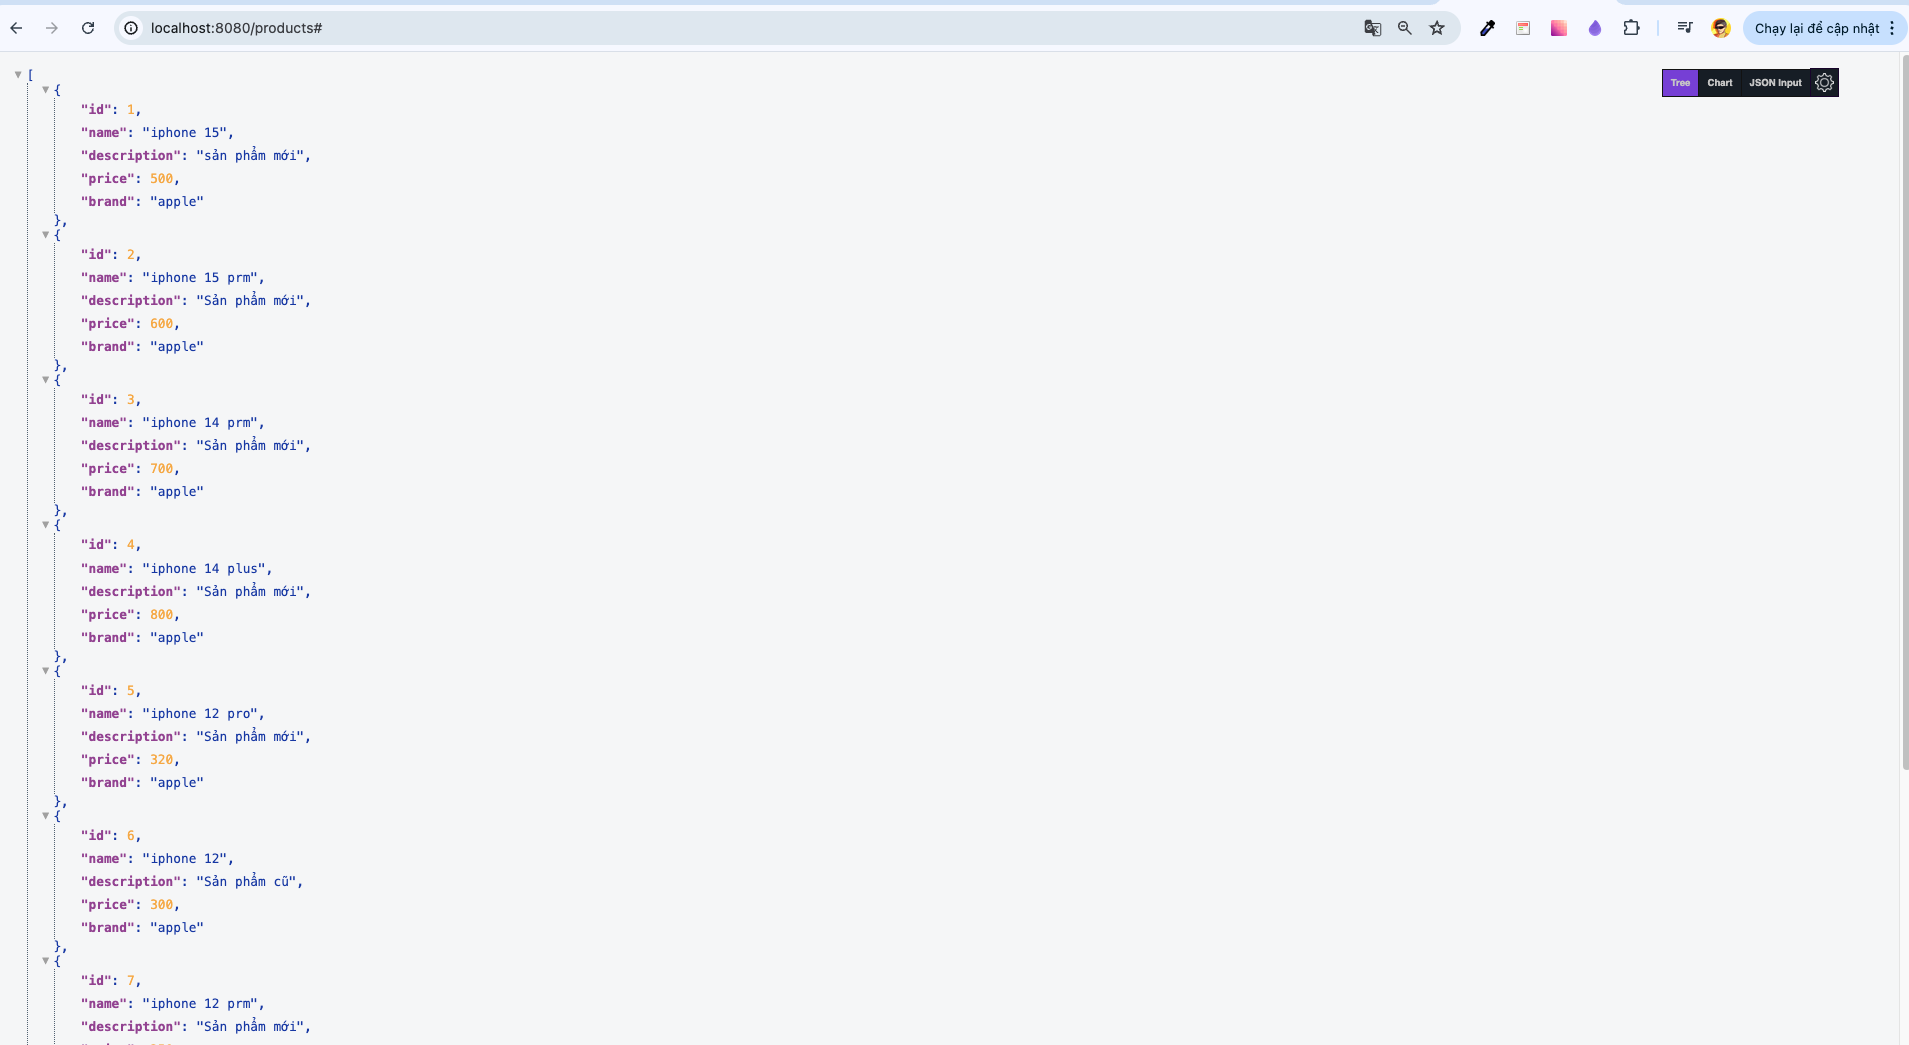 localhost:8080/products#
Chạy lại để cập nhật
Tree Chart JSON Input
[
{
"id": 1,
"name": "iphone 15",
"description": "sản phẩm mới",
"price": 500,
"brand": "apple"
},
{
"id": 2,
"name": "iphone 15 prm",
"description": "Sản phẩm mới",
"price": 600,
"brand": "apple"
},
{
"id": 3,
"name": "iphone 14 prm",
"description": "Sản phẩm mới",
"price": 700,
"brand": "apple"
},
{
"id": 4,
"name": "iphone 14 plus",
"description": "Sản phẩm mới",
"price": 800,
"brand": "apple"
},
{
"id": 5,
"name": "iphone 12 pro",
"description": "Sản phẩm mới",
"price": 320,
"brand": "apple"
},
{
"id": 6,
"name": "iphone 12",
"description": "Sản phẩm cũ",
"price": 300,
"brand": "apple"
},
{
"id": 7,
"name": "iphone 12 prm",
"description": "Sản phẩm mới",